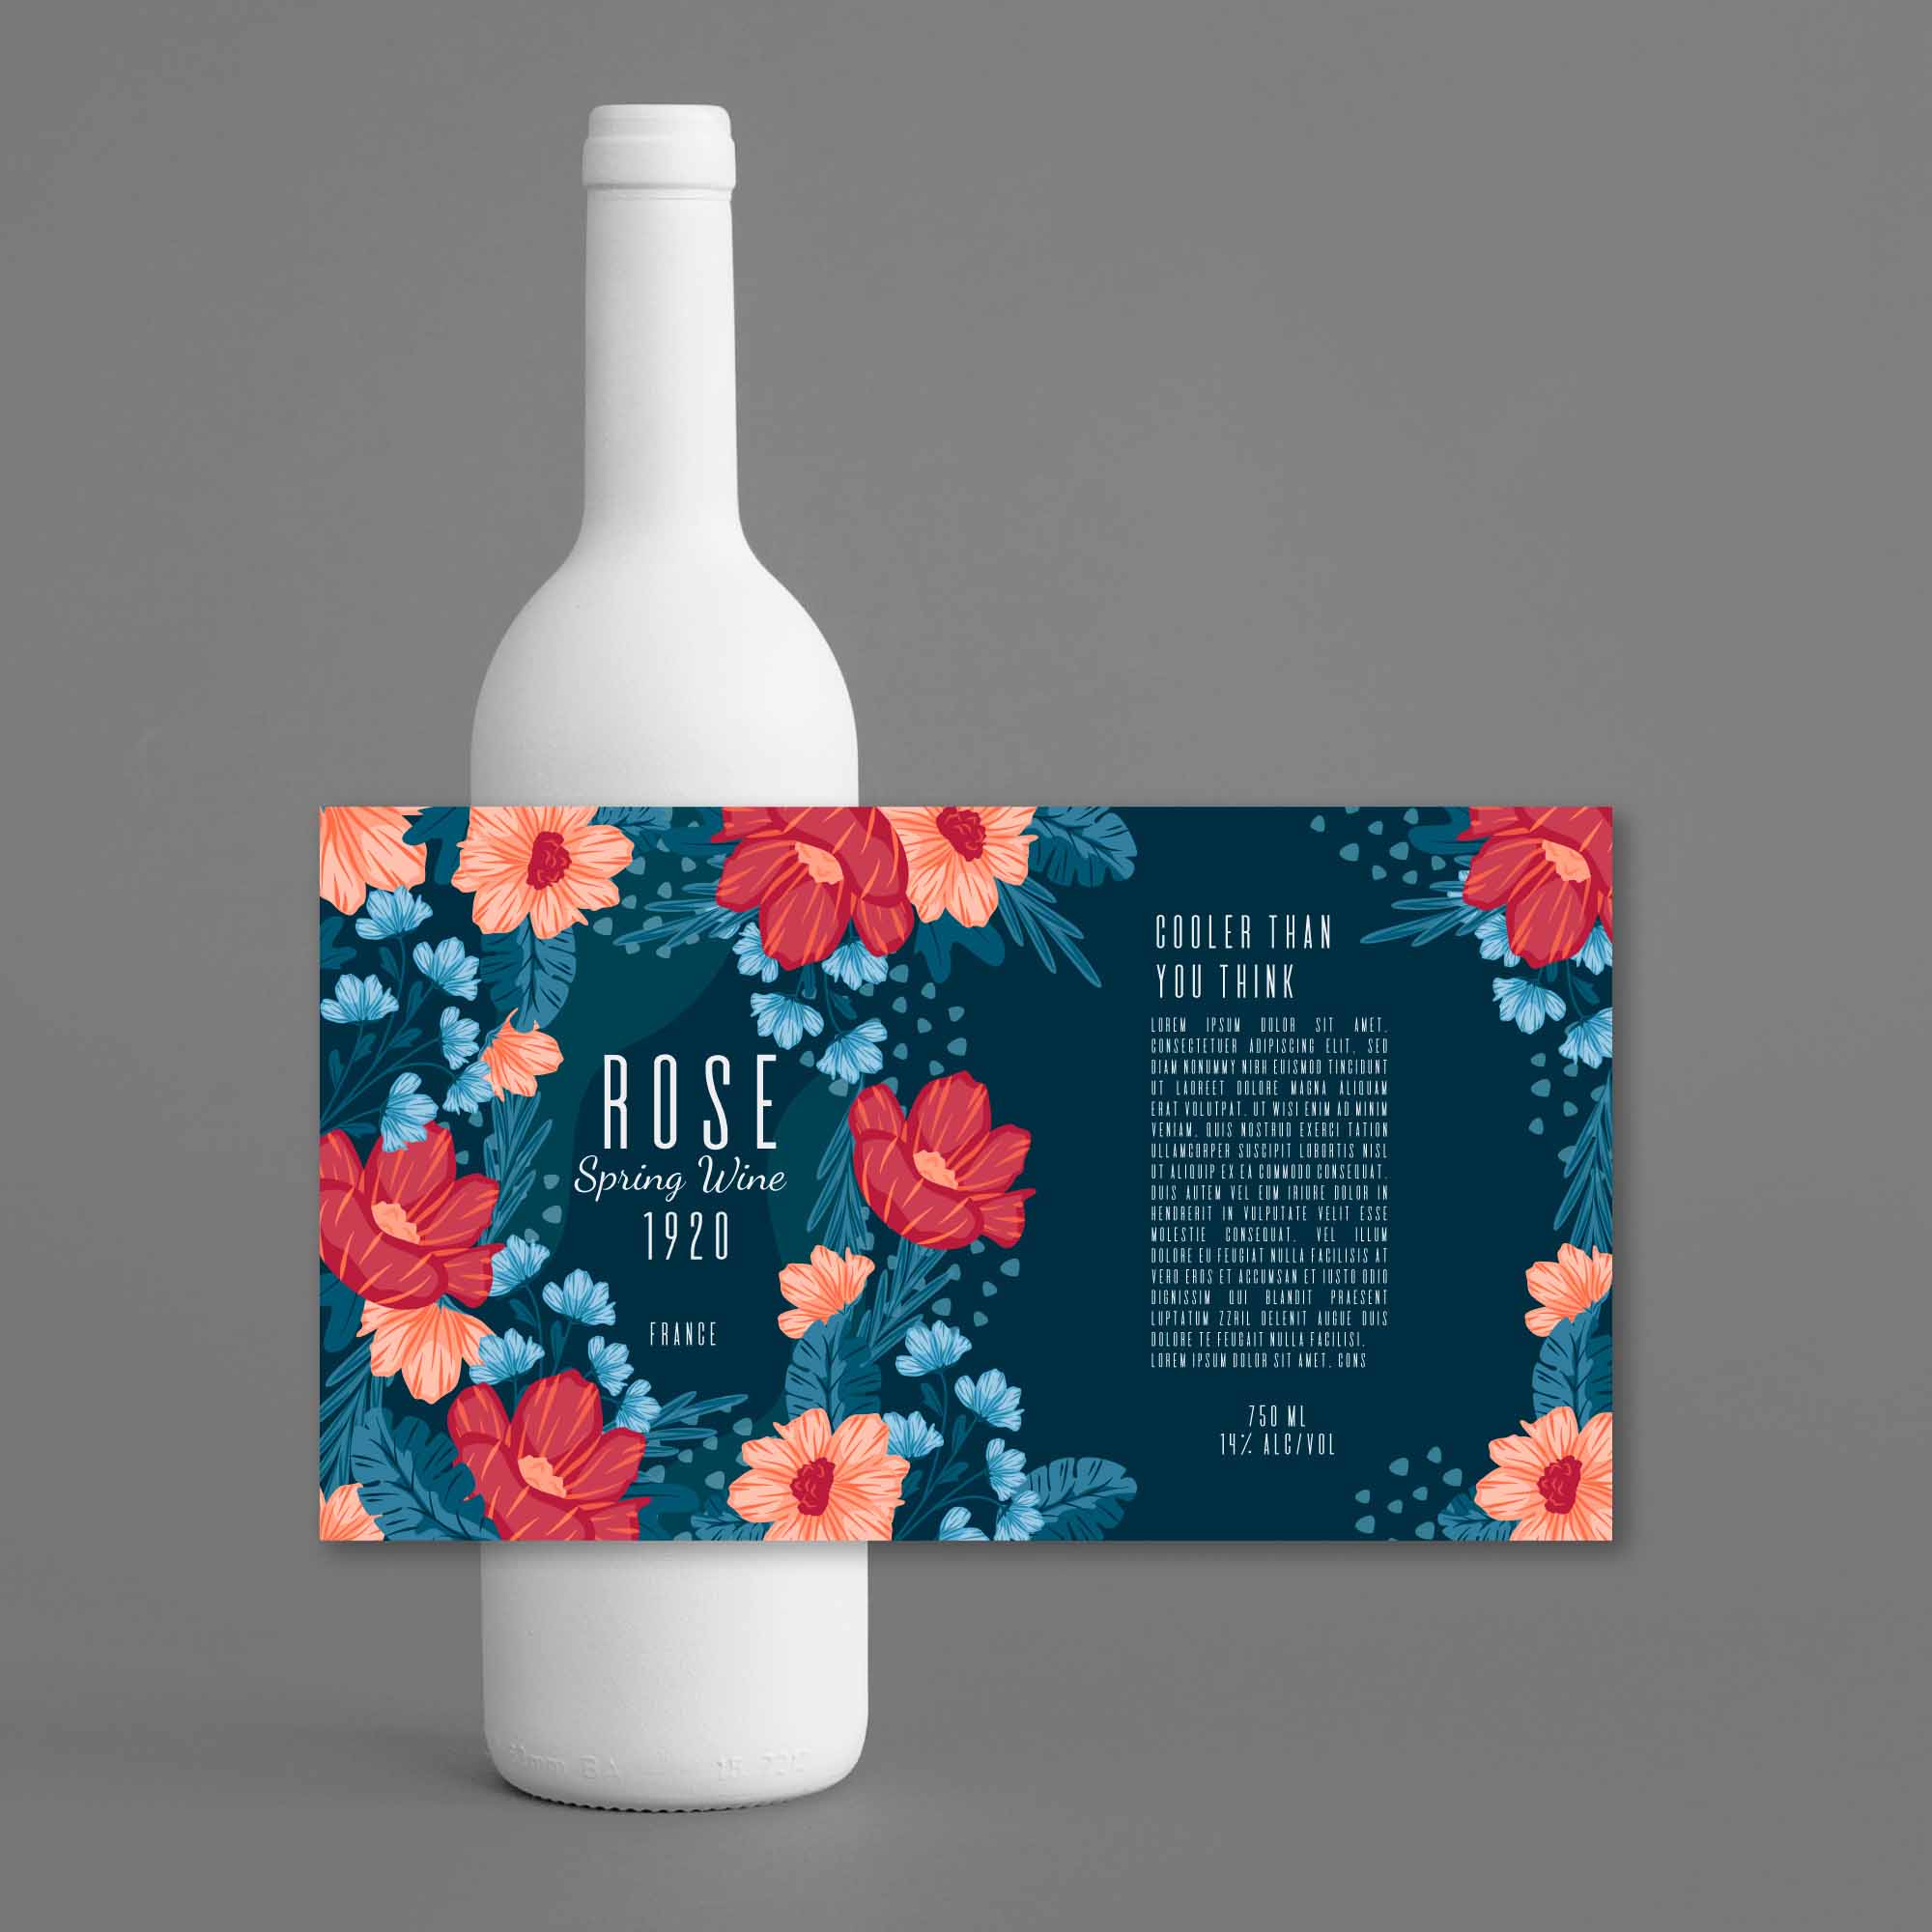 ROSE
Spring Wine
1920
FRANCE
COOLER THAN
YOU THINK
LOREM IPSUM DOLOR SIT AMET,
CONSECTETUER ADIPISCING ELIT, SED
DIAM NONUMMY NIBH EUISMOD TINCIDUNT
UT LAOREET DOLORE MAGNA ALIQUAM
ERAT VOLUTPAT. UT WISI ENIM AD MINIM
VENIAM, QUIS NOSTRUD EXERCI TATION
ULLAMCORPER SUSCIPIT LOBORTIS NISL
UT ALIQUIP EX EA COMMODO CONSEQUAT.
DUIS AUTEM VEL EUM IRIURE DOLOR IN
HENDRERIT IN VULPUTATE VELIT ESSE
MOLESTIE CONSEQUAT, VEL ILLUM
DOLORE EU FEUGIAT NULLA FACILISIS AT
VERO EROS ET ACCUMSAN ET IUSTO ODIO
DIGNISSIM QUI BLANDIT PRAESENT
LUPTATUM ZZRIL DELENIT AUGUE DUIS
DOLORE TE FEUGAIT NULLA FACILISI.
LOREM IPSUM DOLOR SIT AMET, CONS
750 ML
14% ALC/VOL
BA